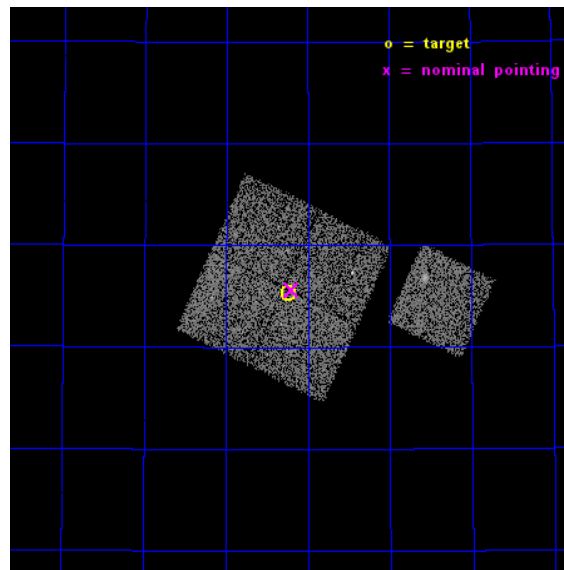 o = target
x = nominal pointing